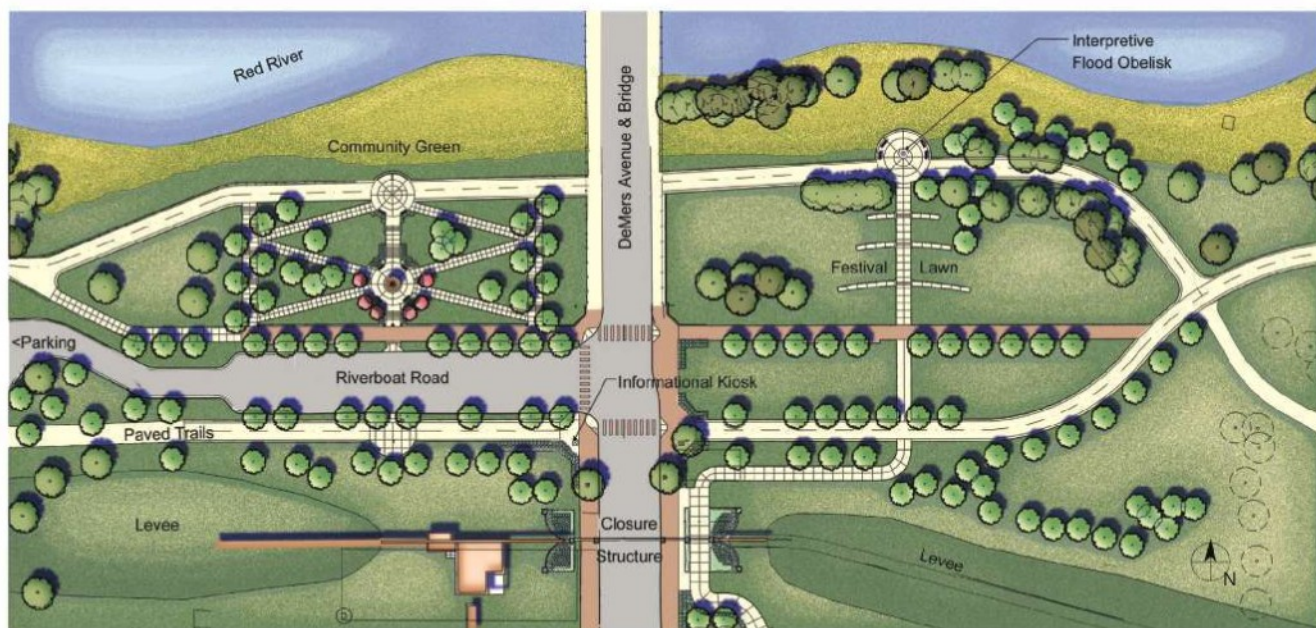 Red River
Interpretive
Flood Obelisk
DeMers Avenue & Bridge
Community Green
Festival Lawn
<Parking
Riverboat Road
Informational Kiosk
Paved Trails
Levee
Closure
Structure
Levee
N
5